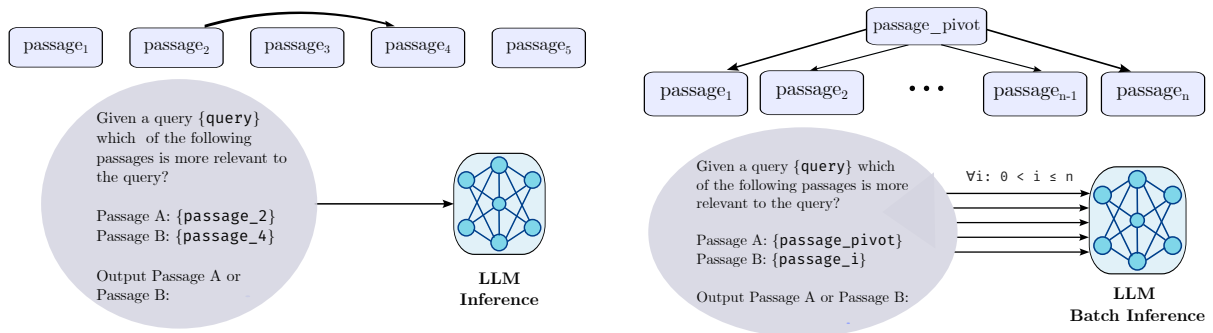 passage₁ passage₂ passage₃ passage₄ passage₅
Given a query {query}
which of the following
passages is more relevant to
the query?
Passage A: {passage_2}
Passage B: {passage_4}
Output Passage A or
Passage B:
LLM
Inference
passage_pivot
passage₁ passage₂ • • • passageₙ₋₁ passageₙ
Given a query {query} which
of the following passages is more
relevant to the query?
Passage A: {passage_pivot}
Passage B: {passage_i}
Output Passage A or Passage B:
∀i: 0 < i ≤ n
LLM
Batch Inference